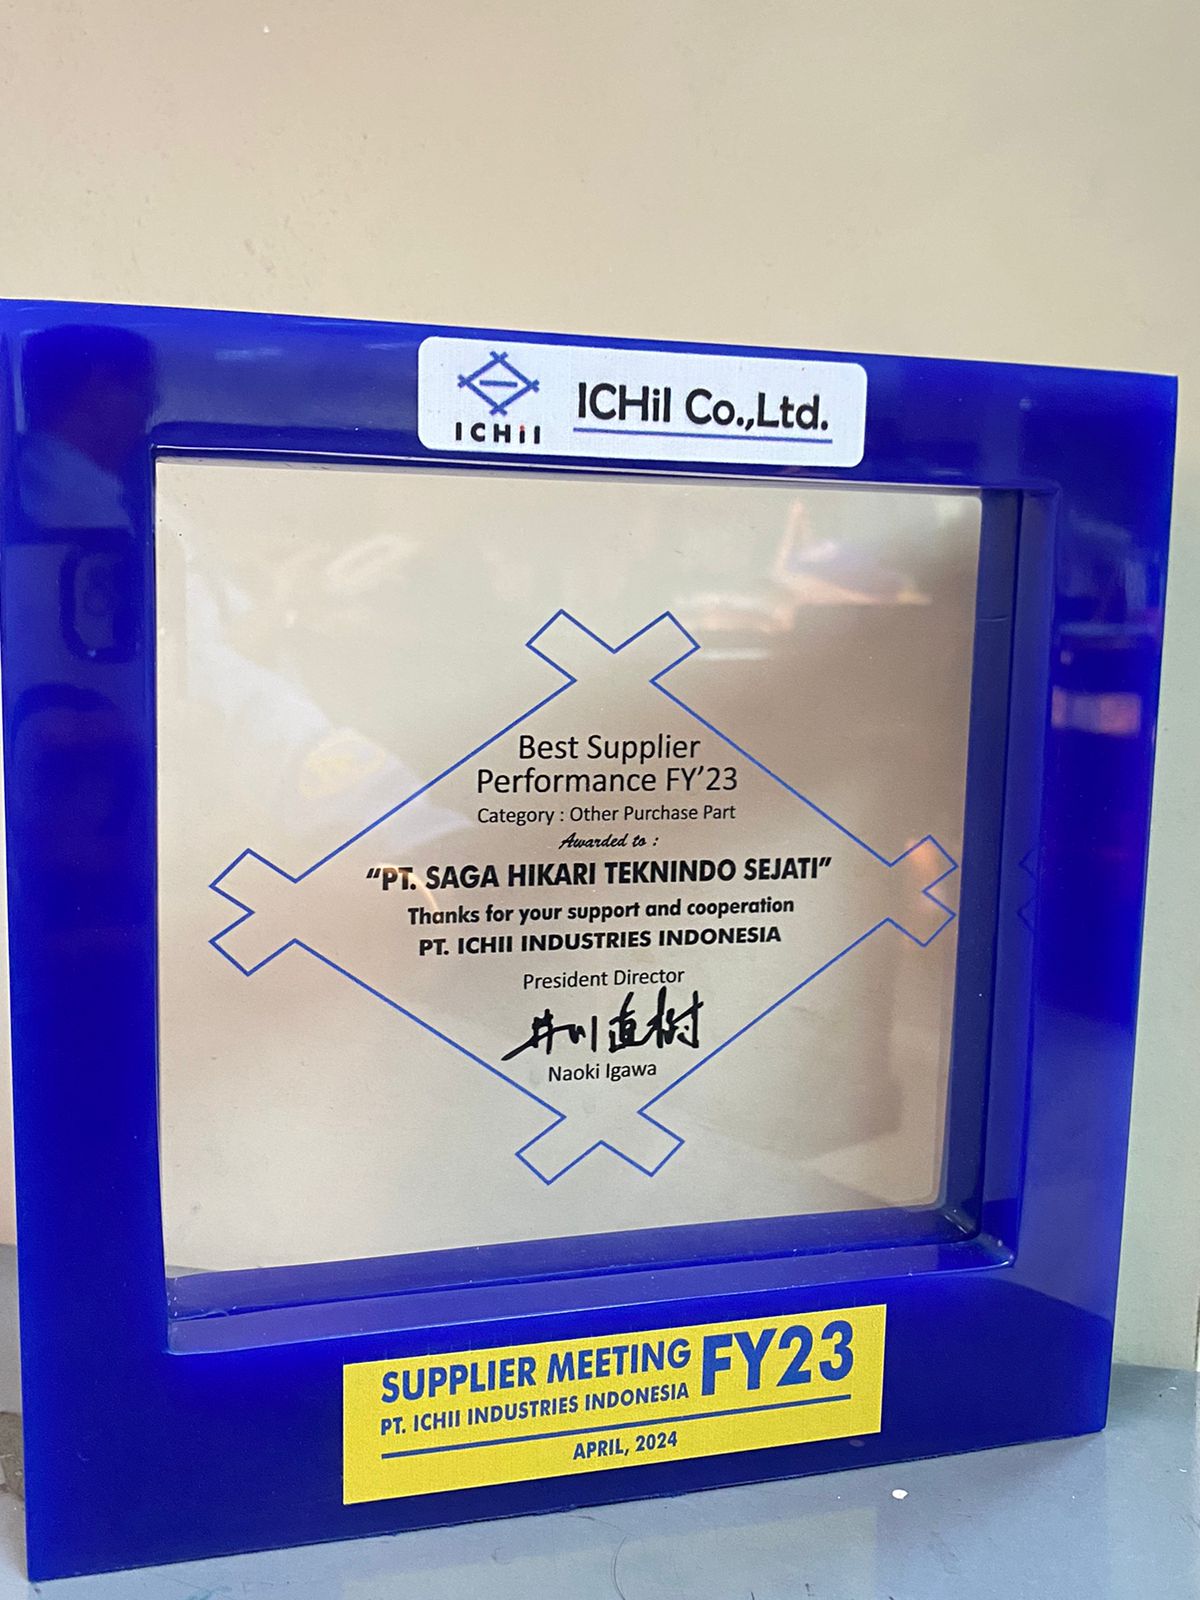 ICHiI
ICHiI Co.,Ltd.
Best Supplier
Performance FY'23
Category : Other Purchase Part
Awarded to :
“PT. SAGA HIKARI TEKNINDO SEJATI”
Thanks for your support and cooperation
PT. ICHII INDUSTRIES INDONESIA
President Director
井川直樹
Naoki Igawa
SUPPLIER MEETING FY23
PT. ICHII INDUSTRIES INDONESIA
APRIL, 2024